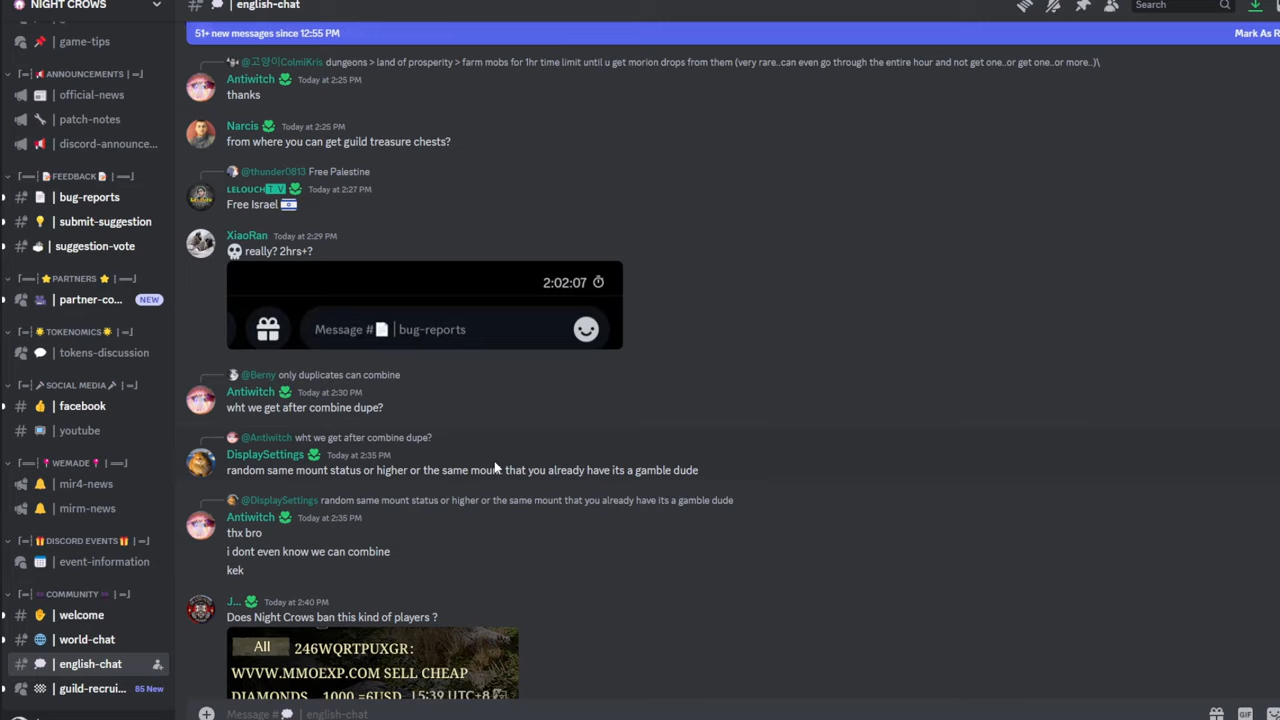 NIGHT CROWS
english-chat
Search
51+ new messages since 12:55 PM
Mark As R
game-tips
ANNOUNCEMENTS
official-news
patch-notes
discord-announce...
FEEDBACK
bug-reports
submit-suggestion
suggestion-vote
PARTNERS
partner-co...
NEW
TOKENOMICS
tokens-discussion
SOCIAL MEDIA
facebook
youtube
WEMADE
mir4-news
mirm-news
DISCORD EVENTS
event-information
COMMUNITY
welcome
world-chat
english-chat
guild-recrui...
85 New
@고양이ColmiKris dungeons > land of prosperity > farm mobs for 1hr time limit until u get morion drops from them (very rare..can even go through the entire hour and not get one..or get one..or more..)\
Antiwitch Today at 2:25 PM
thanks
Narcis Today at 2:25 PM
from where you can get guild treasure chests?
@thunder0813 Free Palestine
LELOUCH TV Today at 2:27 PM
Free Israel 🇮🇱
XiaoRan Today at 2:29 PM
💀 really? 2hrs+?
2:02:07
Message # | bug-reports
@Berny only duplicates can combine
Antiwitch Today at 2:30 PM
wht we get after combine dupe?
@Antiwitch wht we get after combine dupe?
DisplaySettings Today at 2:35 PM
random same mount status or higher or the same mount that you already have its a gamble dude
@DisplaySettings random same mount status or higher or the same mount that you already have its a gamble dude
Antiwitch Today at 2:35 PM
thx bro
i dont even know we can combine
kek
J... Today at 2:40 PM
Does Night Crows ban this kind of players ?
All 246WQRTPUXGR:
WVVW.MMOEXP.COM SELL CHEAP
DIAMONDS 1000 =6USD 15:39 UTC+8
Message # | english-chat
GIF